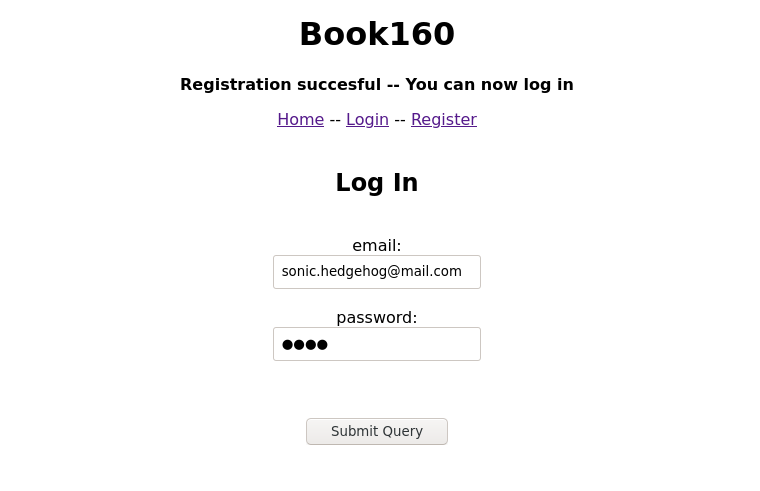 Book160
Registration succesful -- You can now log in
Home -- Login -- Register
Log In
email:
sonic.hedgehog@mail.com
password:
●●●●
Submit Query